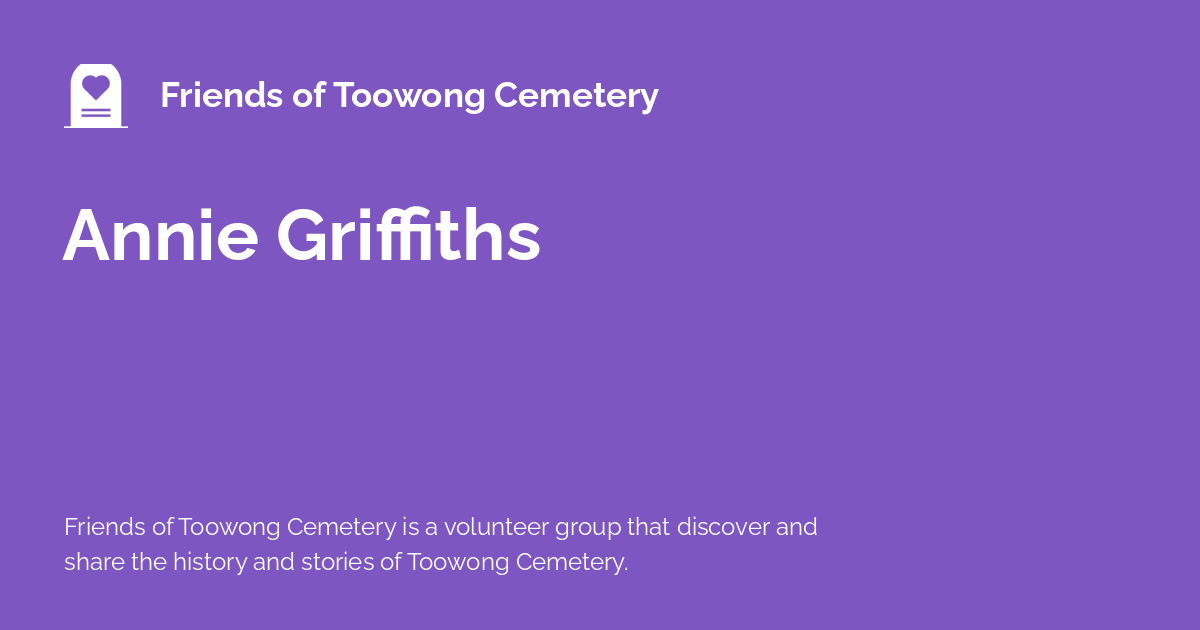 Friends of Toowong Cemetery
Annie Griffiths
Friends of Toowong Cemetery is a volunteer group that discover and
share the history and stories of Toowong Cemetery.